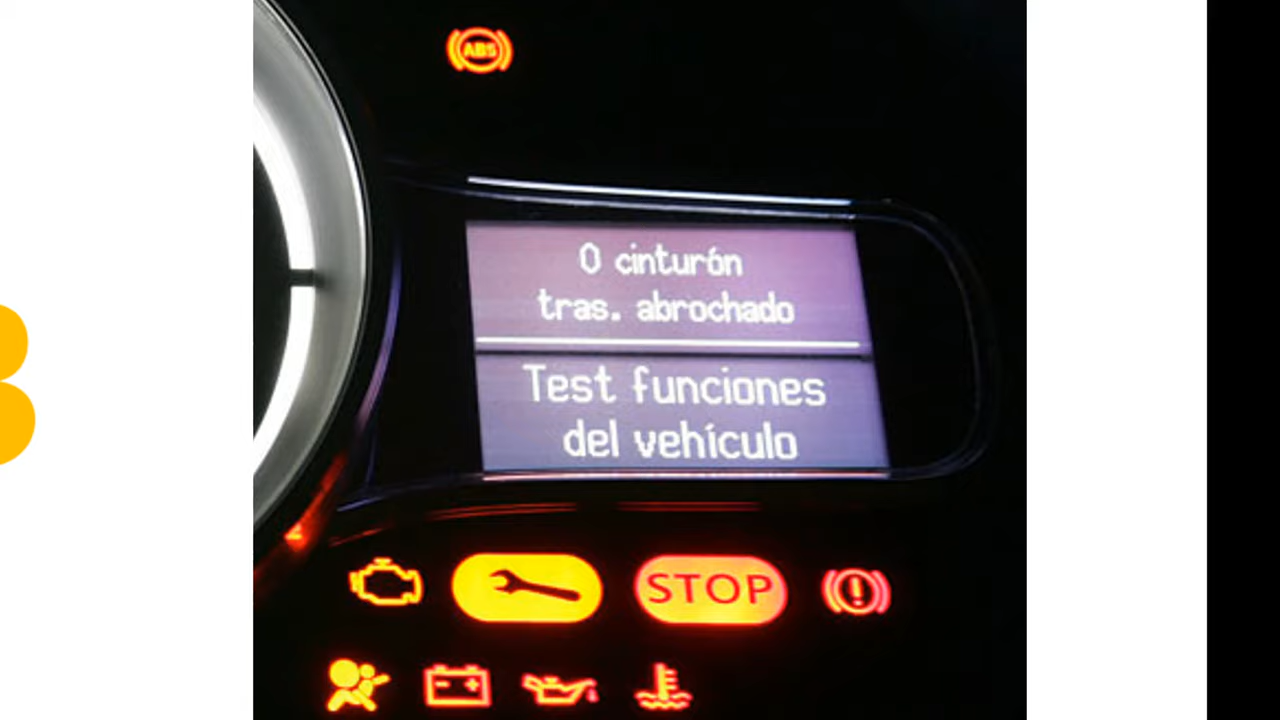 ABS
0 cinturón
tras. abrochado
Test funciones
del vehículo
STOP